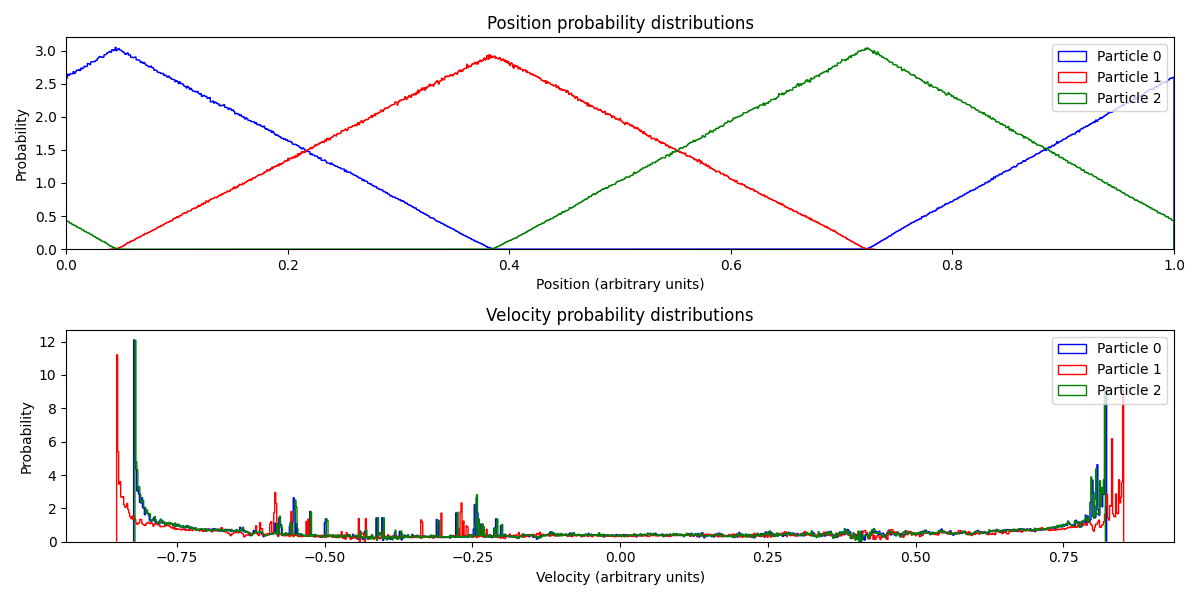 Position probability distributions
Probability
3.0
2.5
2.0
1.5
1.0
0.5
0.0
Particle 0
Particle 1
Particle 2
0.0 0.2 0.4 0.6 0.8 1.0
Position (arbitrary units)
Velocity probability distributions
Probability
12
10
8
6
4
2
0
Particle 0
Particle 1
Particle 2
−0.75 −0.50 −0.25 0.00 0.25 0.50 0.75
Velocity (arbitrary units)